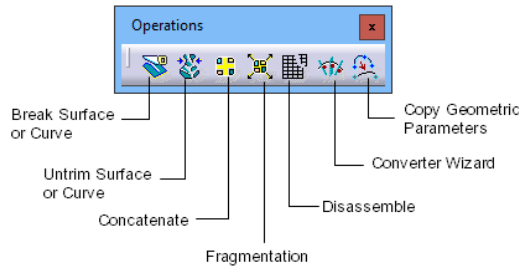 Operations
x
Break Surface
or Curve
Untrim Surface
or Curve
Concatenate
Fragmentation
Disassemble
Converter Wizard
Copy Geometric
Parameters